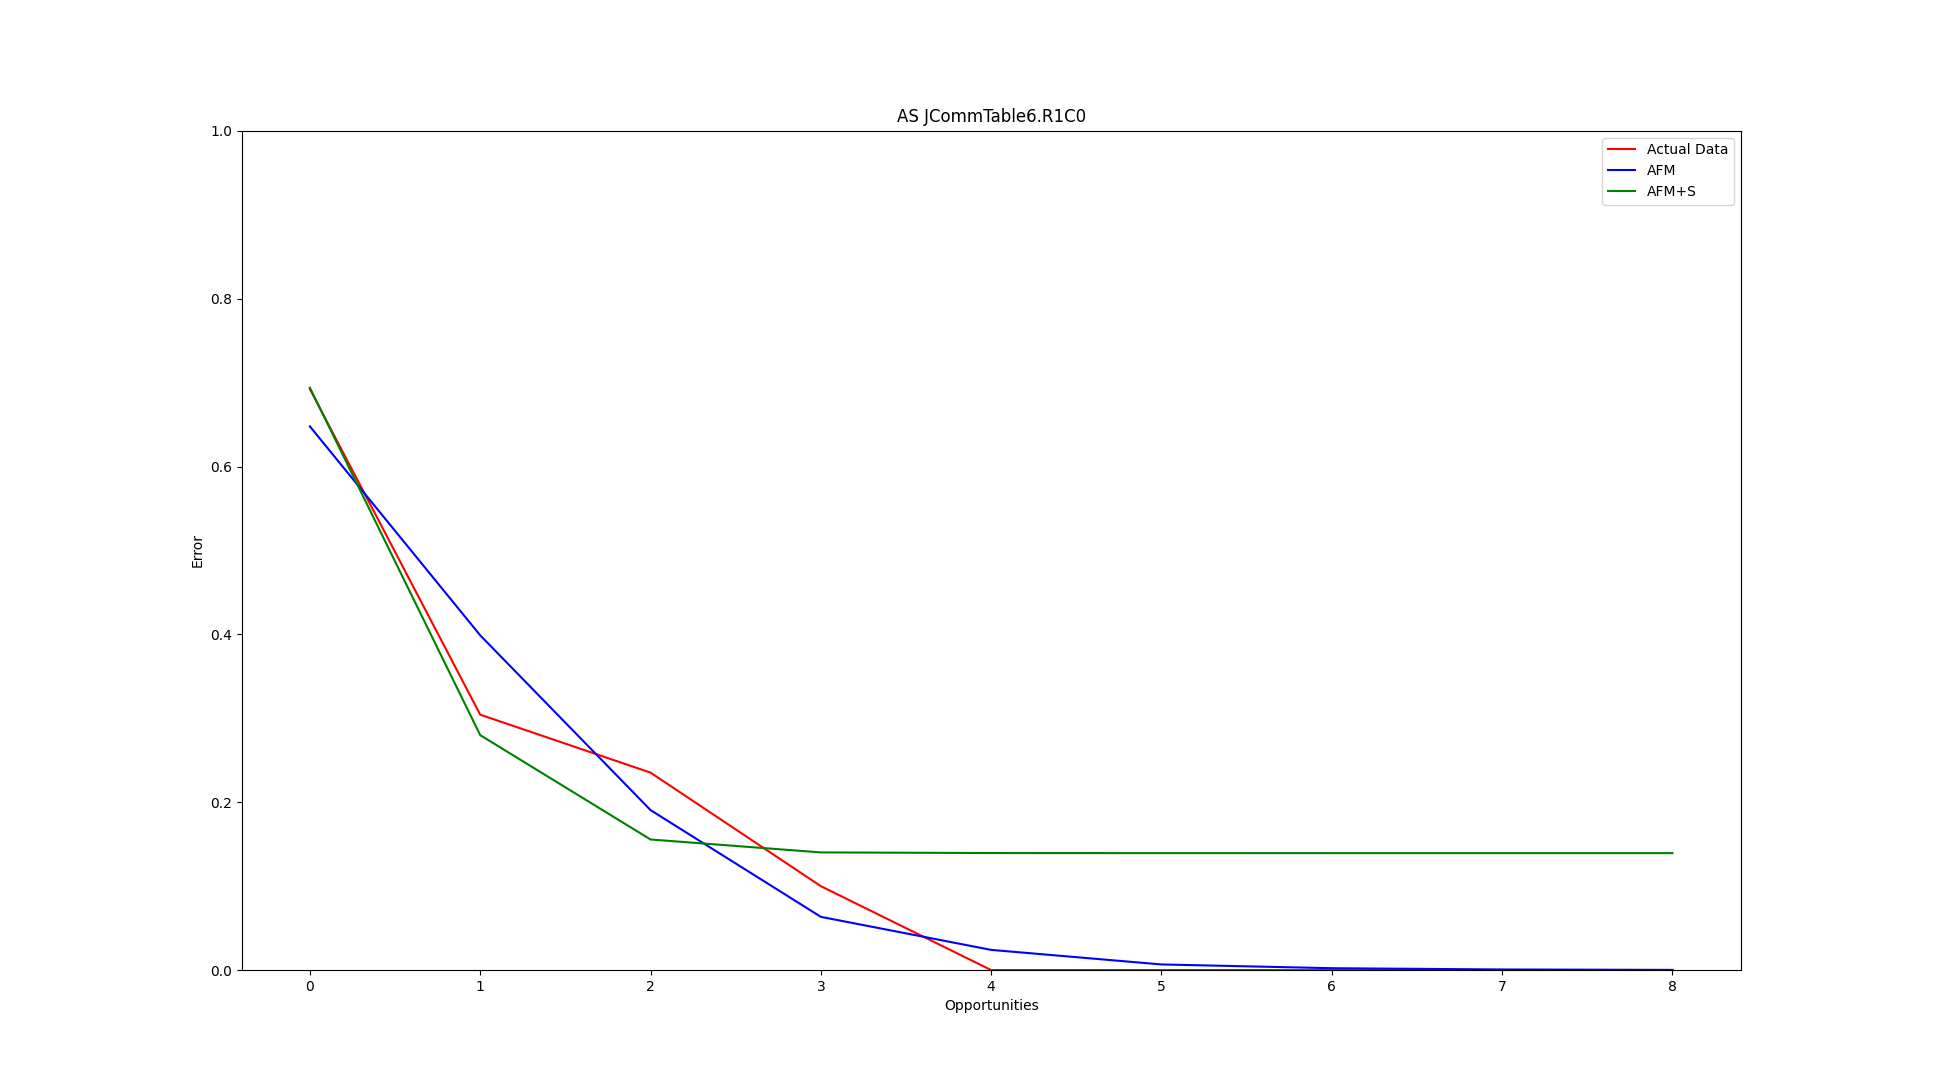 AS JCommTable6.R1C0
1.0
0.8
0.6
0.4
0.2
0.0
Error
Actual Data
AFM
AFM+S
0 1 2 3 4 5 6 7 8
Opportunities